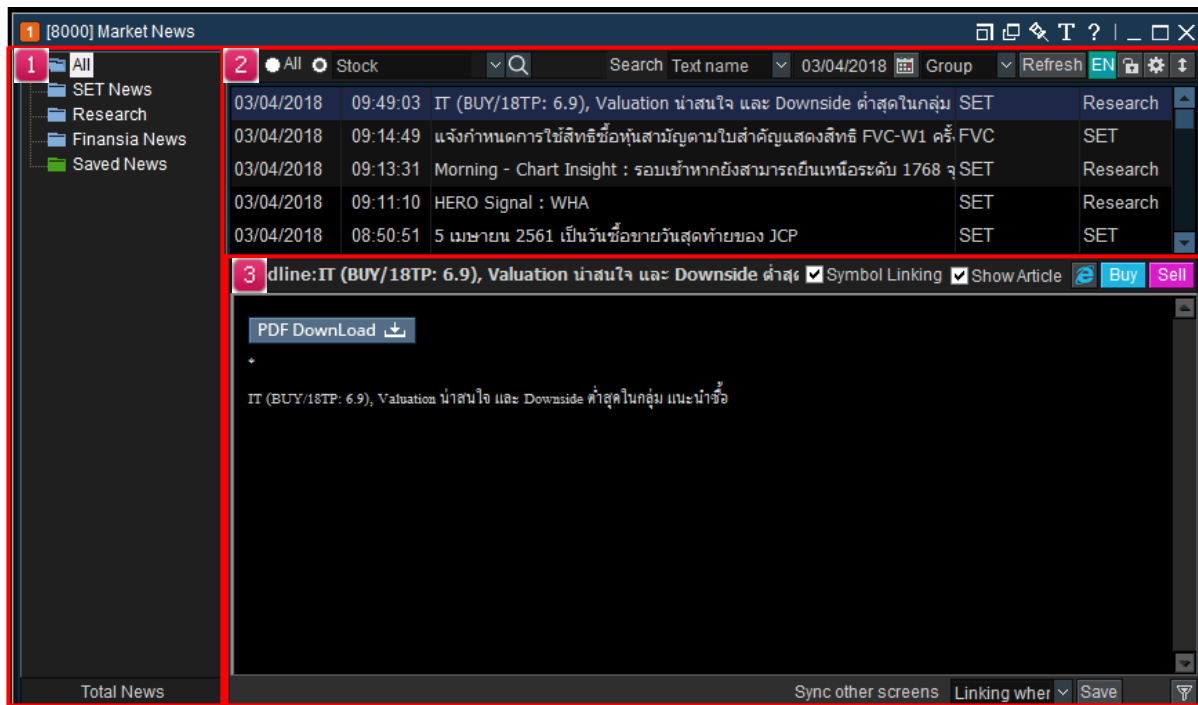 1 [8000] Market News T ?
1 All
SET News
Research
Finansia News
Saved News
Total News
2 All Stock Search Text name 03/04/2018 Group Refresh EN
03/04/2018 09:49:03 IT (BUY/18TP: 6.9), Valuation น่าสนใจ และ Downside ต่ำสุดในกลุ่ม SET Research
03/04/2018 09:14:49 แจ้งกำหนดการใช้สิทธิซื้อหุ้นสามัญตามใบสำคัญแสดงสิทธิ FVC-W1 ครั้ง FVC SET
03/04/2018 09:13:31 Morning - Chart Insight : รอบเช้าหากยังสามารถยืนเหนือระดับ 1768 จุ SET Research
03/04/2018 09:11:10 HERO Signal : WHA SET Research
03/04/2018 08:50:51 5 เมษายน 2561 เป็นวันซื้อขายวันสุดท้ายของ JCP SET SET
3 dline:IT (BUY/18TP: 6.9), Valuation น่าสนใจ และ Downside ต่ำสุ Symbol Linking Show Article Buy Sell
PDF DownLoad
*
IT (BUY/18TP: 6.9), Valuation น่าสนใจ และ Downside ต่ำสุดในกลุ่ม แนะนำซื้อ
Sync other screens Linking wher Save